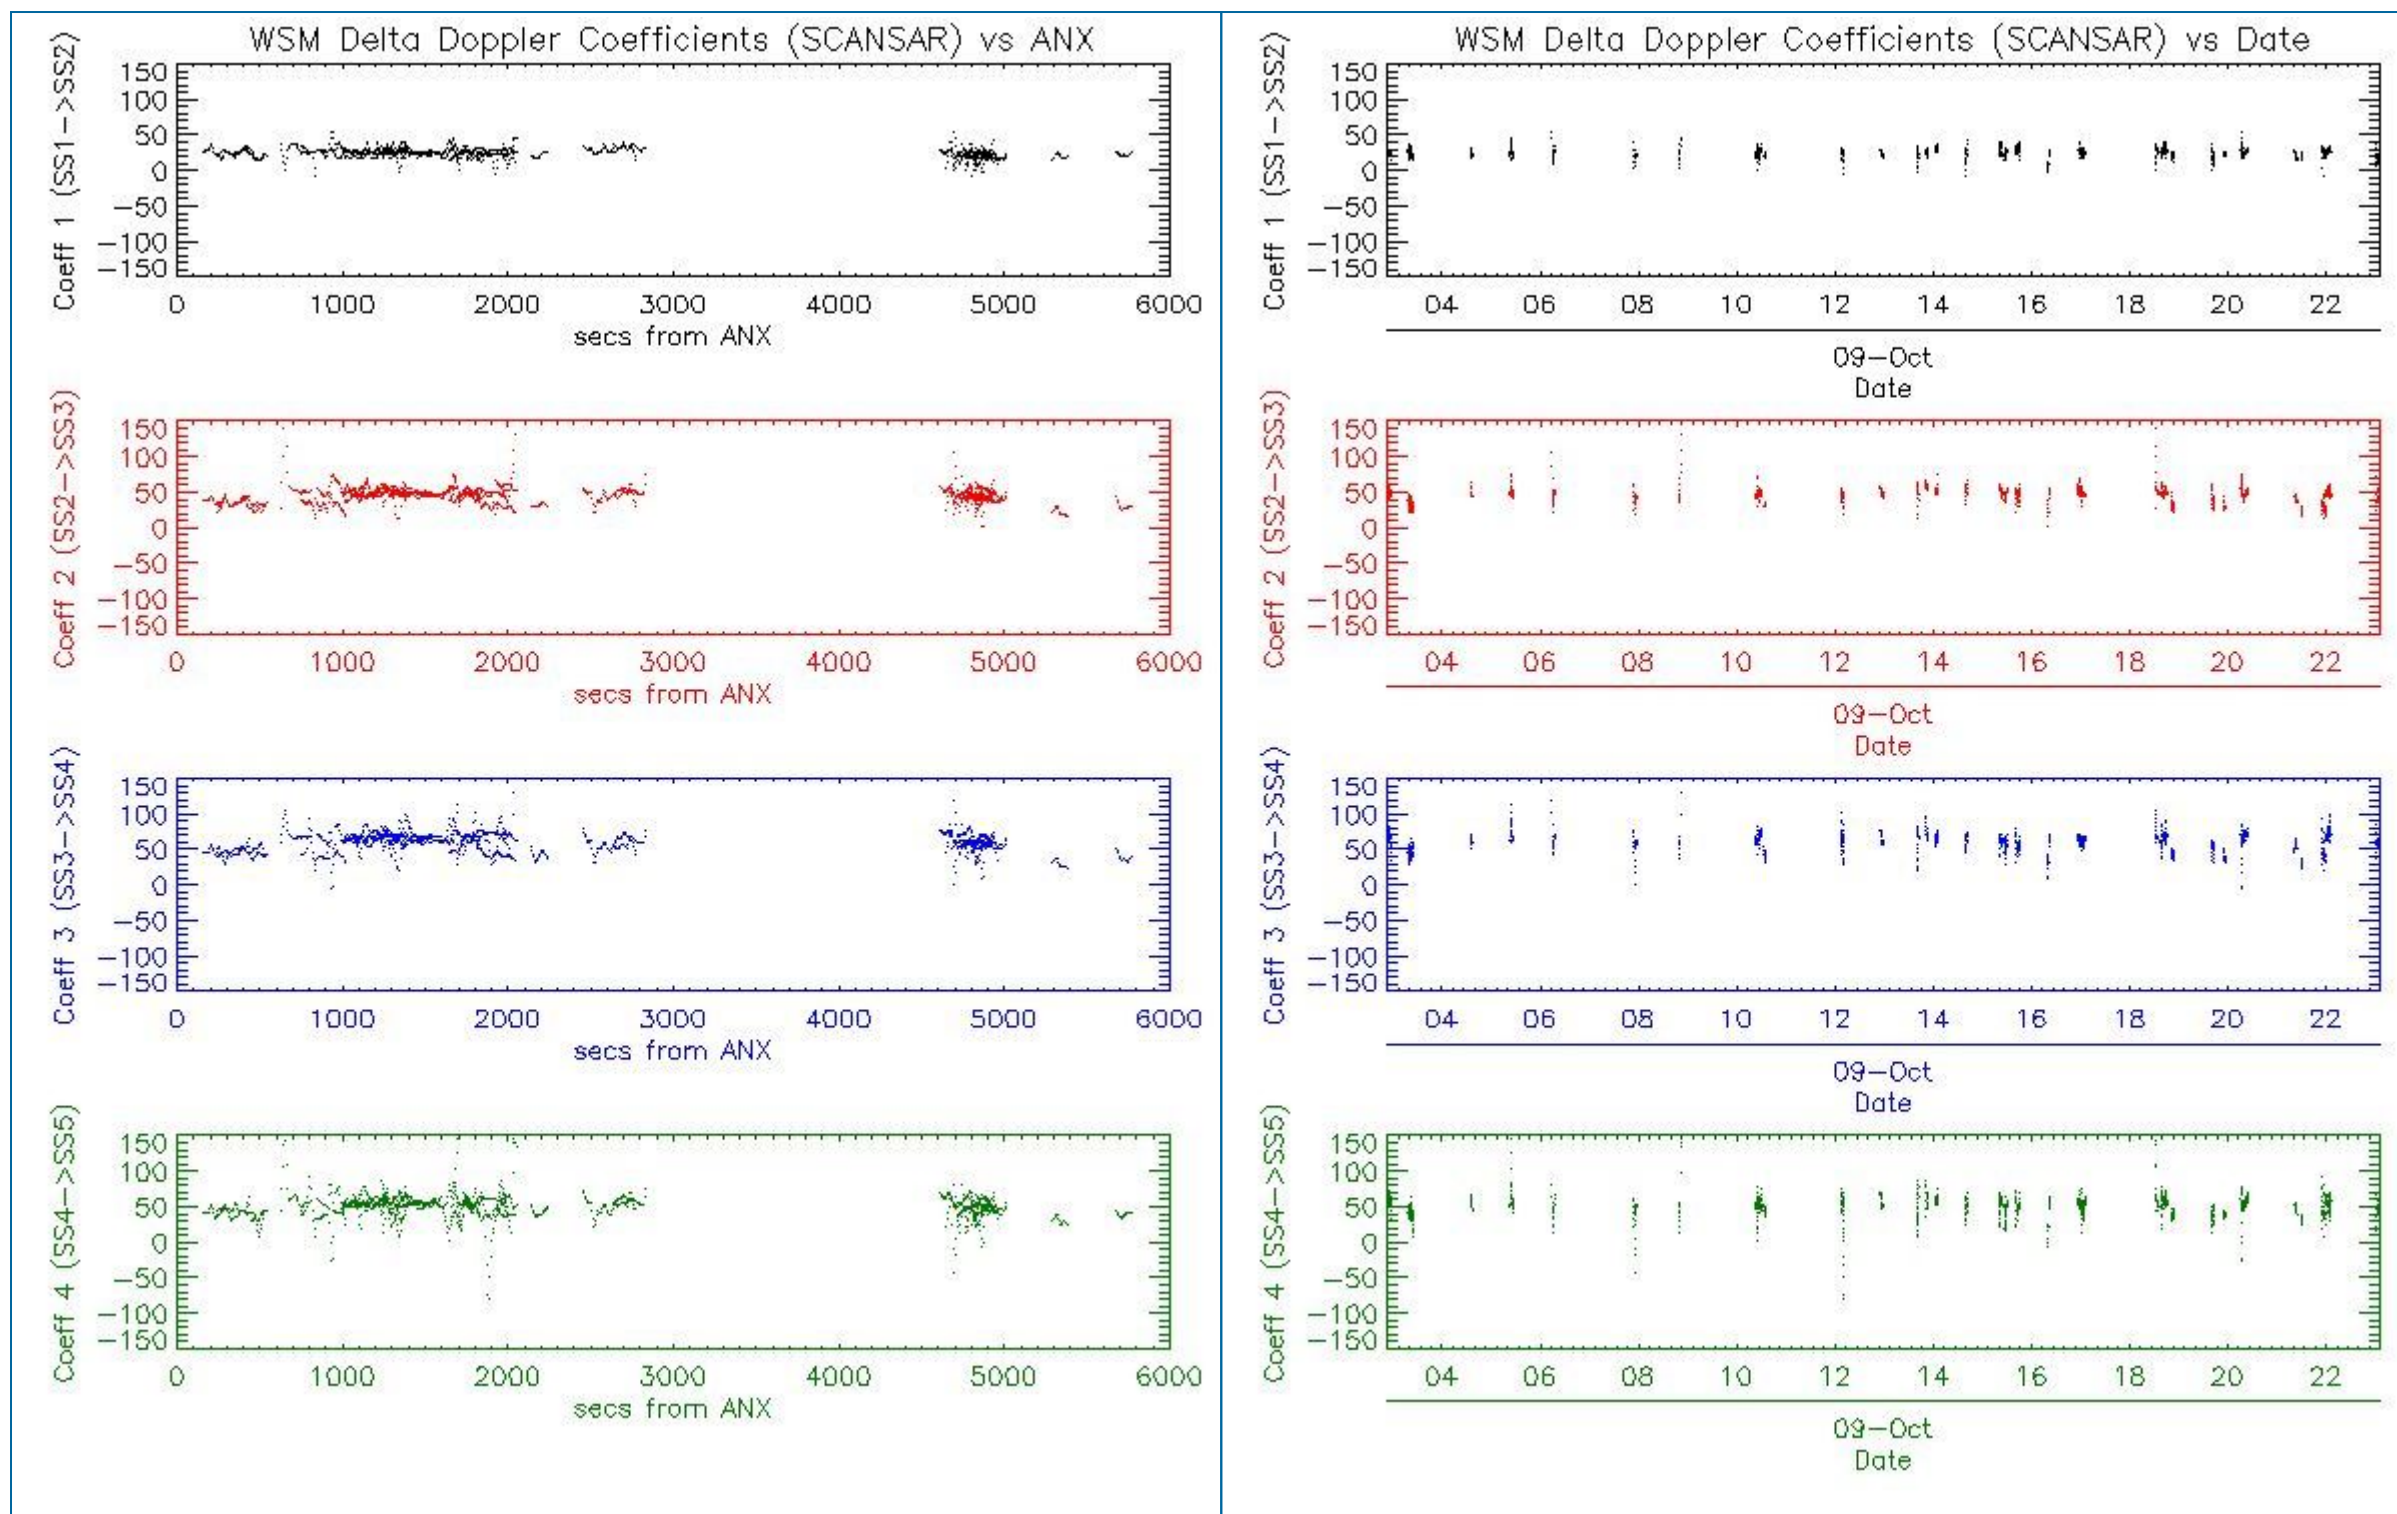 WSM Delta Doppler Coefficients (SCANSAR) vs ANX
Coeff 1 (SS1->SS2)
150
100
50
0
-50
-100
-150
0 1000 2000 3000 4000 5000 6000
secs from ANX
Coeff 2 (SS2->SS3)
150
100
50
0
-50
-100
-150
0 1000 2000 3000 4000 5000 6000
secs from ANX
Coeff 3 (SS3->SS4)
150
100
50
0
-50
-100
-150
0 1000 2000 3000 4000 5000 6000
secs from ANX
Coeff 4 (SS4->SS5)
150
100
50
0
-50
-100
-150
0 1000 2000 3000 4000 5000 6000
secs from ANX
WSM Delta Doppler Coefficients (SCANSAR) vs Date
Coeff 1 (SS1->SS2)
150
100
50
0
-50
-100
-150
04 06 08 10 12 14 16 18 20 22
09-Oct
Date
Coeff 2 (SS2->SS3)
150
100
50
0
-50
-100
-150
04 06 08 10 12 14 16 18 20 22
09-Oct
Date
Coeff 3 (SS3->SS4)
150
100
50
0
-50
-100
-150
04 06 08 10 12 14 16 18 20 22
09-Oct
Date
Coeff 4 (SS4->SS5)
150
100
50
0
-50
-100
-150
04 06 08 10 12 14 16 18 20 22
09-Oct
Date